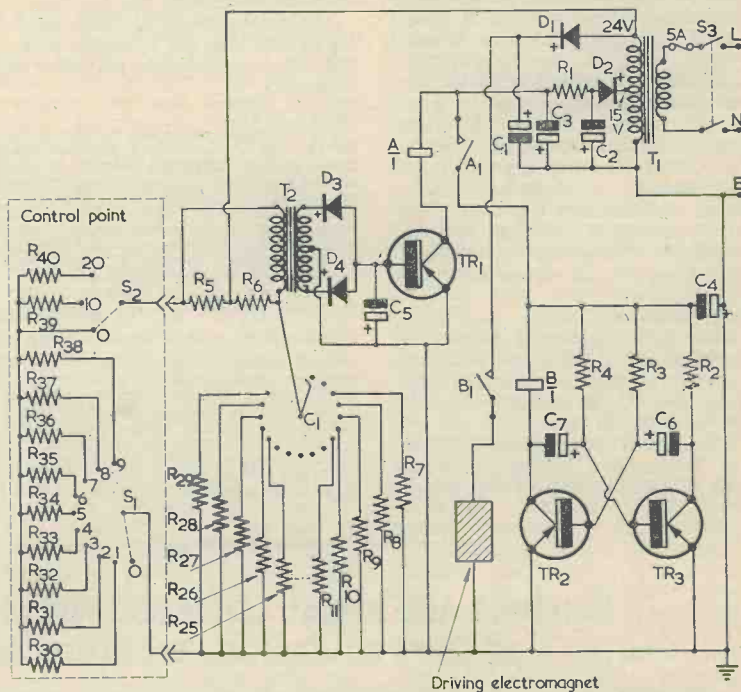 D1
24V
5A
S3
L
R1
D2
15
V
A
1
A1
C1
C3
C2
T1
N
E
Control point
T2
D3
D4
TR1
R40
20
S2
10
R39
0
R5
R6
C5
C4
R38
R37
R36
R35
R34
R33
R32
R31
R30
9
8
7
6
5
4
3
2
1
0
S1
C1
R29
R28
R27
R26
R25
R11
R
10
R9
R8
R7
B1
B
1
R4
R3
R2
C7
C6
TR2
TR3
Driving electromagnet